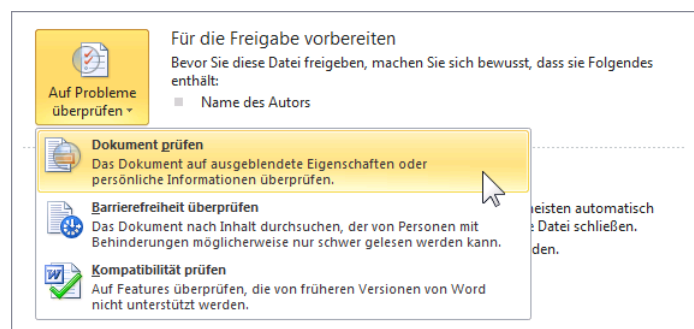 Für die Freigabe vorbereiten
Bevor Sie diese Datei freigeben, machen Sie sich bewusst, dass sie Folgendes
enthält:
Name des Autors
Auf Probleme
überprüfen
Dokument prüfen
Das Dokument auf ausgeblendete Eigenschaften oder
persönliche Informationen überprüfen.
Barrierefreiheit überprüfen
Das Dokument nach Inhalt durchsuchen, der von Personen mit
Behinderungen möglicherweise nur schwer gelesen werden kann.
Kompatibilität prüfen
Auf Features überprüfen, die von früheren Versionen von Word
nicht unterstützt werden.
automatisch
Datei schließen.